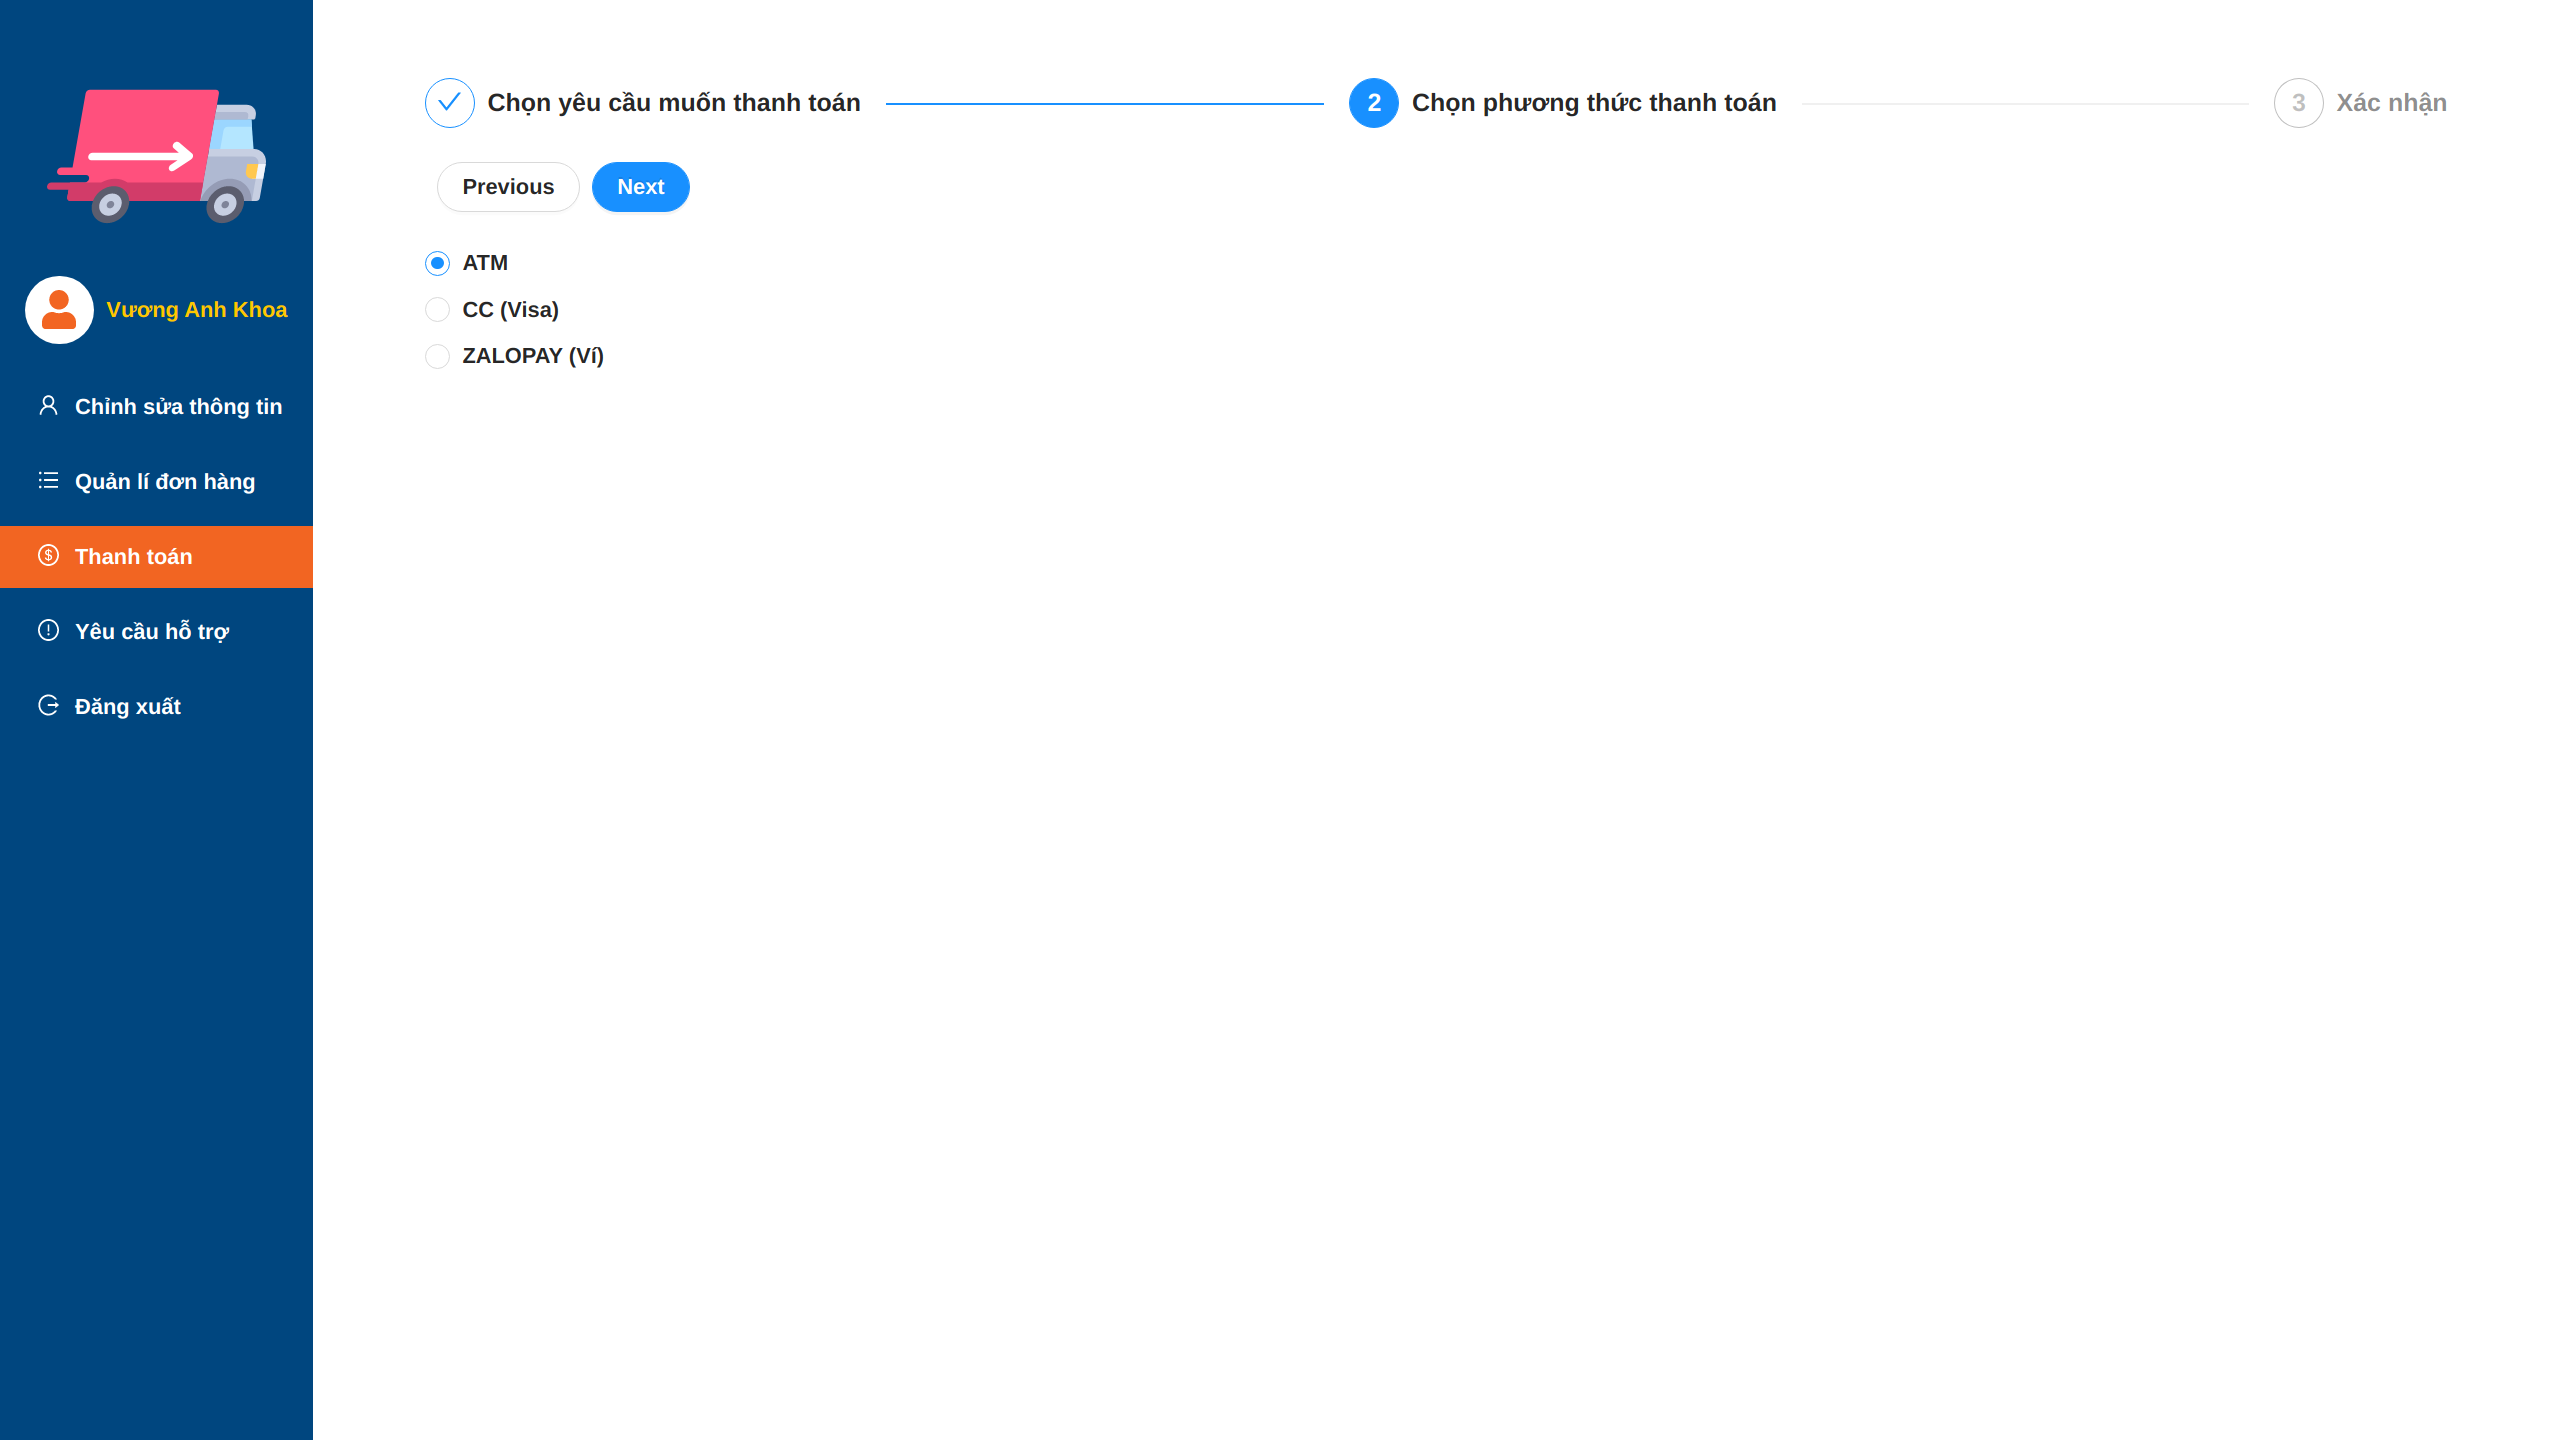 Vương Anh Khoa
Chỉnh sửa thông tin
Quản lí đơn hàng
Thanh toán
Yêu cầu hỗ trợ
Đăng xuất
Chọn yêu cầu muốn thanh toán
2 Chọn phương thức thanh toán
3 Xác nhận
Previous Next
ATM
CC (Visa)
ZALOPAY (Ví)